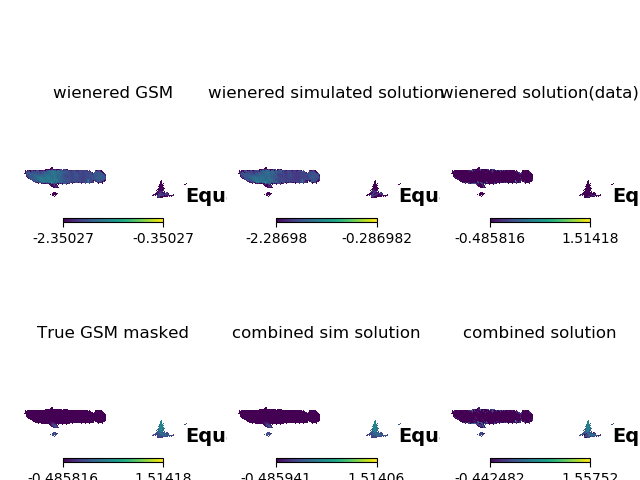 wienered GSM wienered simulated solution wienered solution(data)
Equ Equ Eq
-2.35027 -0.35027 -2.28698 -0.286982 -0.485816 1.51418
True GSM masked combined sim solution combined solution
Equ Equ Eq
-0.485816 1.51418 -0.485941 1.51406 -0.442482 1.55752